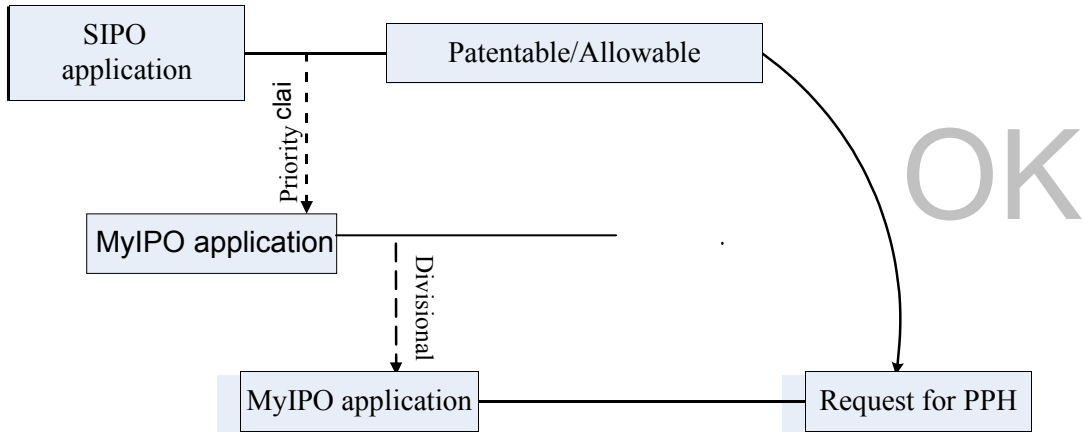 SIPO
application
Patentable/Allowable
Priority clai
OK
MyIPO application
Divisional
MyIPO application
Request for PPH